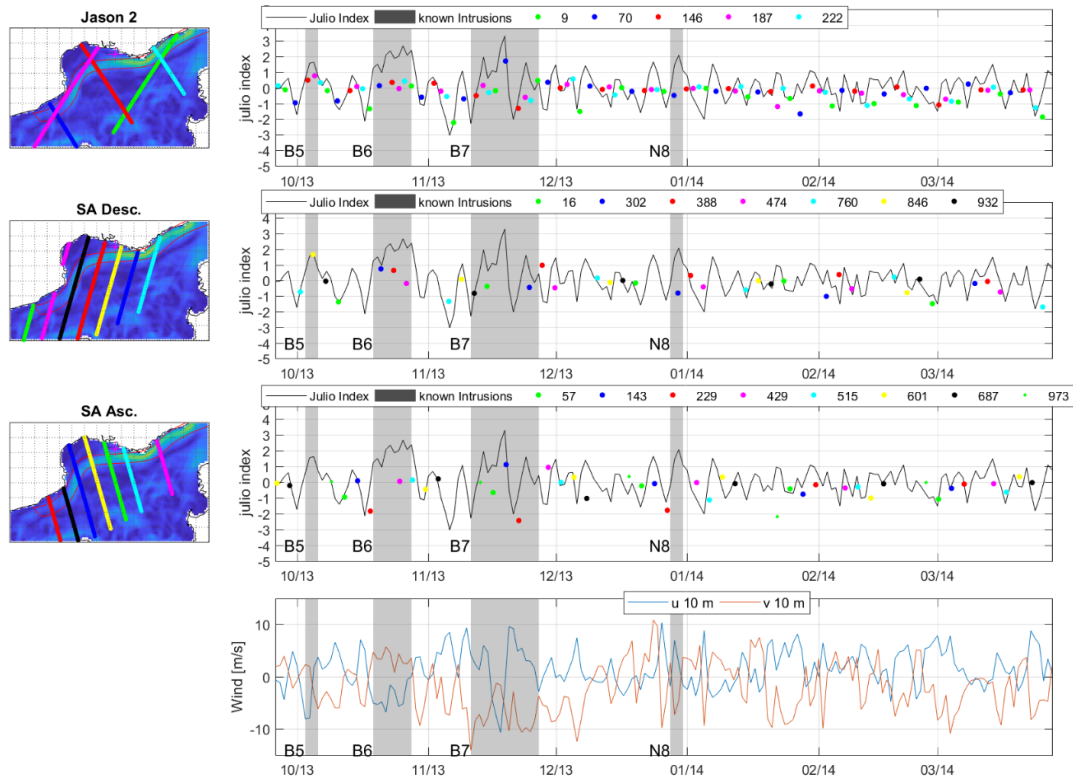 Jason 2
Julio Index known Intrusions 9 70 146 187 222
julio index
4
3
2
1
0
-1
-2
-3
-4
-5
B5 B6 B7 N8
10/13 11/13 12/13 01/14 02/14 03/14
SA Desc.
Julio Index known Intrusions 16 302 388 474 760 846 932
julio index
4
3
2
1
0
-1
-2
-3
-4
-5
B5 B6 B7 N8
10/13 11/13 12/13 01/14 02/14 03/14
SA Asc.
Julio Index known Intrusions 57 143 229 429 515 601 687 973
julio index
4
3
2
1
0
-1
-2
-3
-4
-5
B5 B6 B7 N8
10/13 11/13 12/13 01/14 02/14 03/14
u 10 m v 10 m
Wind [m/s]
10
0
-10
B5 B6 B7 N8
10/13 11/13 12/13 01/14 02/14 03/14